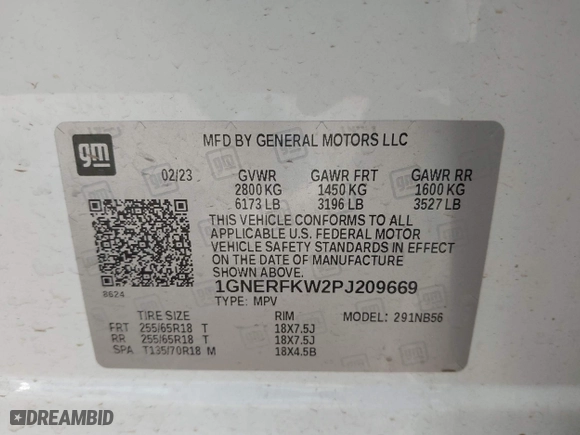 gm
MFD BY GENERAL MOTORS LLC
02/23 GVWR GAWR FRT GAWR RR
2800 KG 1450 KG 1600 KG
6173 LB 3196 LB 3527 LB
THIS VEHICLE CONFORMS TO ALL
APPLICABLE U.S. FEDERAL MOTOR
VEHICLE SAFETY STANDARDS IN EFFECT
ON THE DATE OF MANUFACTURE
SHOWN ABOVE.
8624 1GNERFKW2PJ209669
TYPE: MPV
TIRE SIZE RIM MODEL: 291NB56
FRT 255/65R18 T 18X7.5J
RR 255/65R18 T 18X7.5J
SPA T135/70R18 M 18X4.5B
DREAMBID